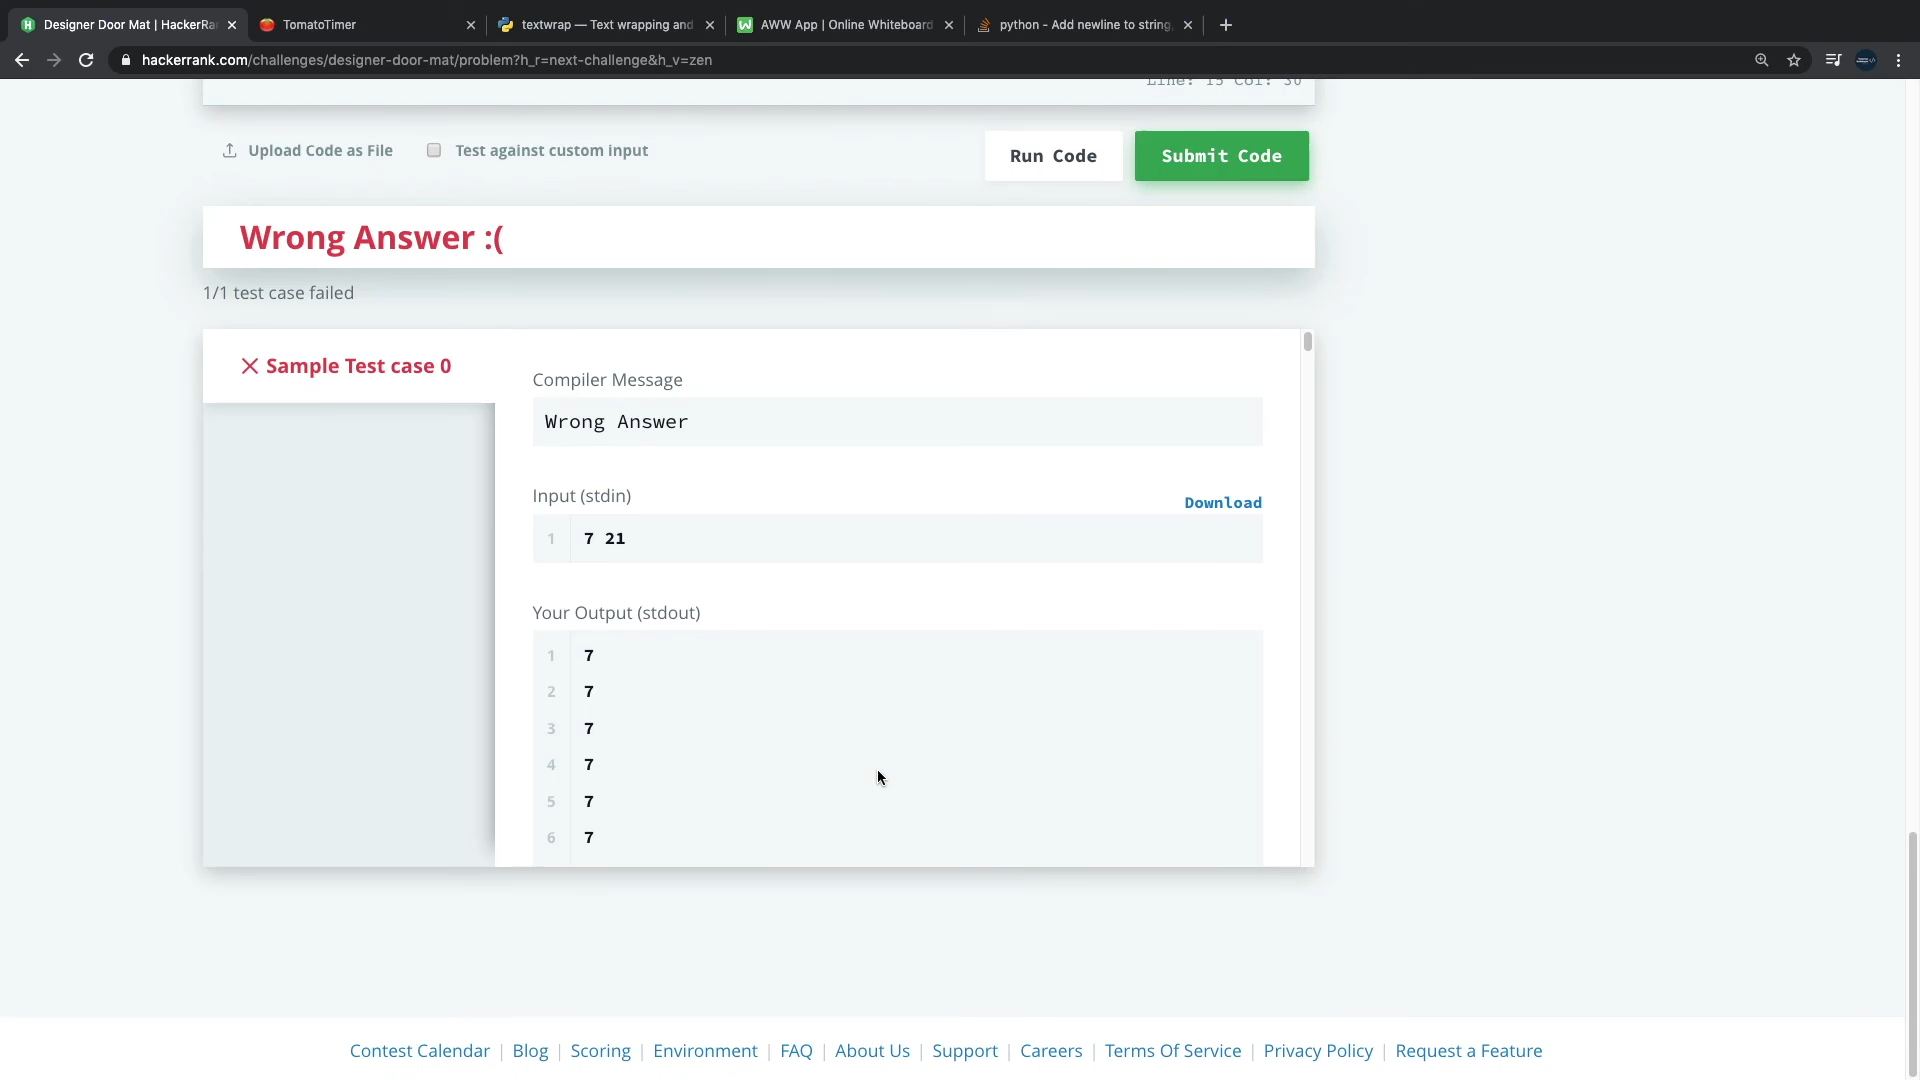 Designer Door Mat | HackerRa
TomatoTimer
textwrap — Text wrapping and
AWW App | Online Whiteboard
python - Add newline to string,
hackerrank.com/challenges/designer-door-mat/problem?h_r=next-challenge&h_v=zen
Line: 15 Col: 30
Upload Code as File
Test against custom input
Run Code
Submit Code
Wrong Answer :(
1/1 test case failed
Sample Test case 0
Compiler Message
Wrong Answer
Input (stdin)
Download
1 7 21
Your Output (stdout)
1 7
2 7
3 7
4 7
5 7
6 7
Contest Calendar | Blog | Scoring | Environment | FAQ | About Us | Support | Careers | Terms Of Service | Privacy Policy | Request a Feature